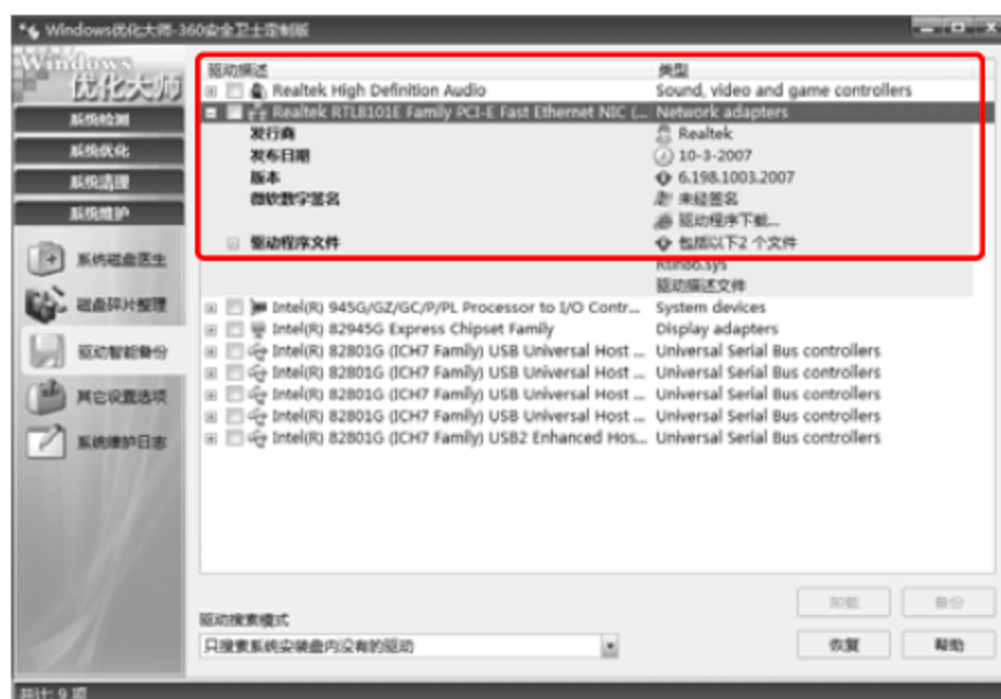 Windows优化大师-360安全卫士定制版
Windows
优化大师
系统检测
系统优化
系统清理
系统维护
系统磁盘医生
磁盘碎片整理
驱动智能备份
其它设置选项
系统维护日志
驱动描述 类型
Realtek High Definition Audio Sound, video and game controllers
Realtek RTL8101E Family PCI-E Fast Ethernet NIC (... Network adapters
发行商 Realtek
发布日期 10-3-2007
版本 6.198.1003.2007
微软数字签名 未经签名
驱动程序下载...
驱动程序文件 包括以下2 个文件
Rtlnb6.sys
驱动描述文件
Intel(R) 945G/GZ/GC/P/PL Processor to I/O Contr... System devices
Intel(R) 82945G Express Chipset Family Display adapters
Intel(R) 82801G (ICH7 Family) USB Universal Host ... Universal Serial Bus controllers
Intel(R) 82801G (ICH7 Family) USB Universal Host ... Universal Serial Bus controllers
Intel(R) 82801G (ICH7 Family) USB Universal Host ... Universal Serial Bus controllers
Intel(R) 82801G (ICH7 Family) USB Universal Host ... Universal Serial Bus controllers
Intel(R) 82801G (ICH7 Family) USB2 Enhanced Hos... Universal Serial Bus controllers
驱动搜索模式
只搜索系统安装盘内没有的驱动
卸载 备份
恢复 帮助
共计: 9 项